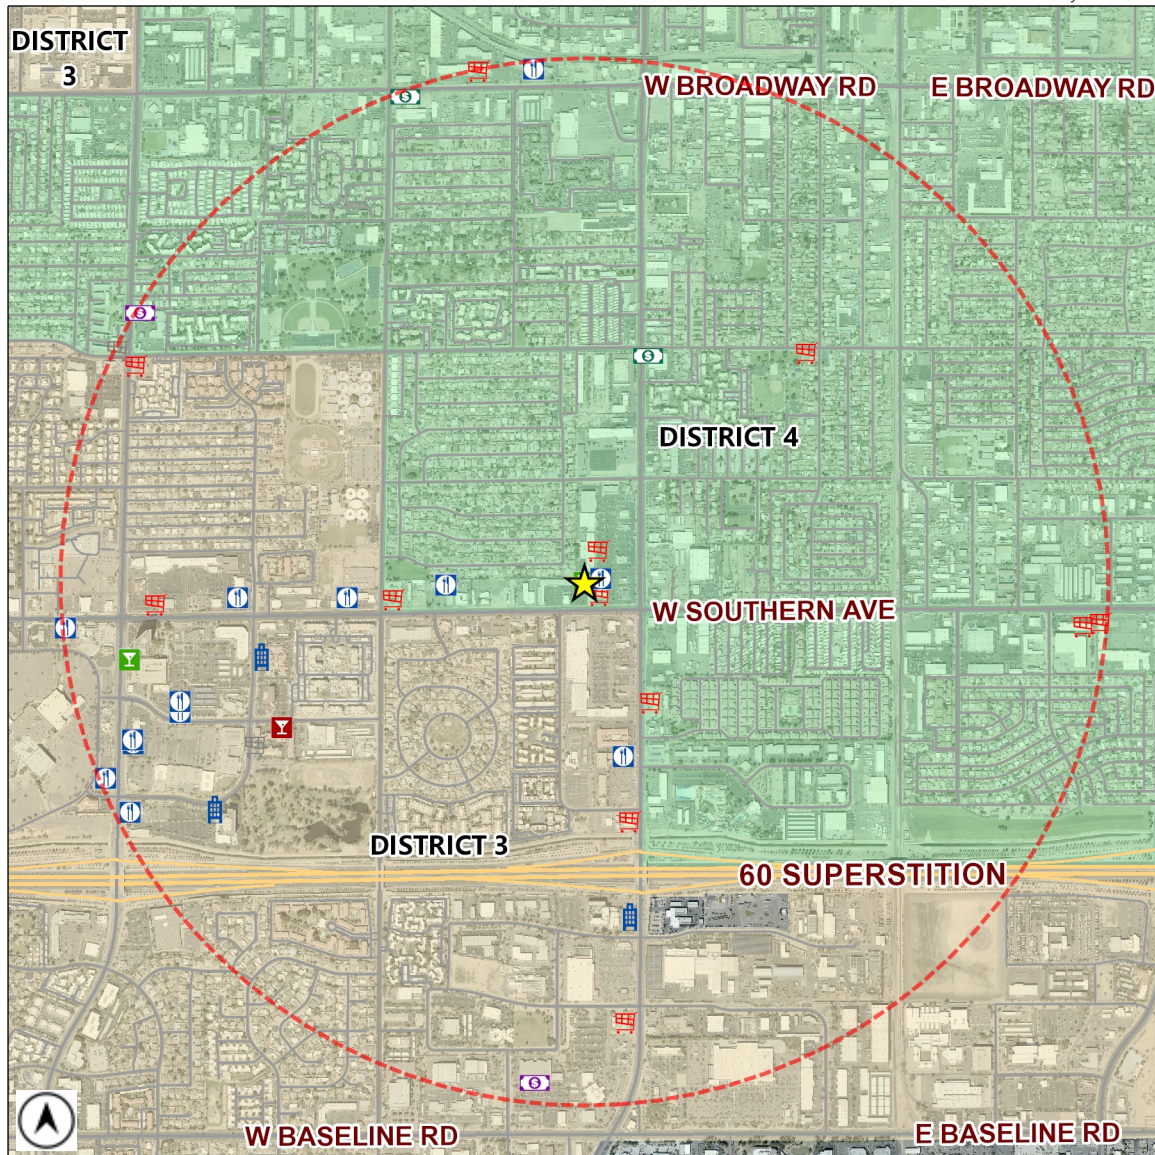 DISTRICT
3
W BROADWAY RD
E BROADWAY RD
DISTRICT 4
W SOUTHERN AVE
DISTRICT 3
60 SUPERSTITION
W BASELINE RD
E BASELINE RD